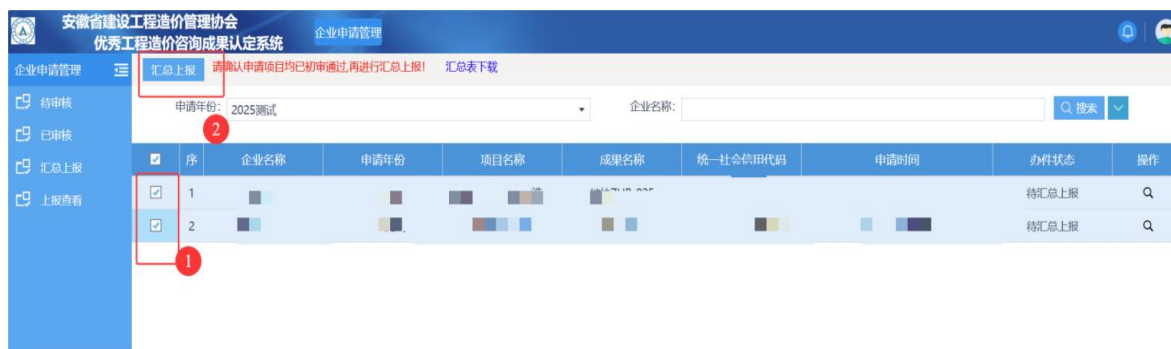 安徽省建设工程造价管理协会
优秀工程造价咨询成果认定系统
企业申请管理
企业申请管理
待审核
已审核
汇总上报
上报查看
汇总上报 请确认申请项目均已初审通过,再进行汇总上报! 汇总表下载
申请年份: 2025测试 企业名称: 搜索
2
序 企业名称 申请年份 项目名称 成果名称 统一社会信用代码 申请时间 办件状态 操作
1 待汇总上报
2 待汇总上报
1